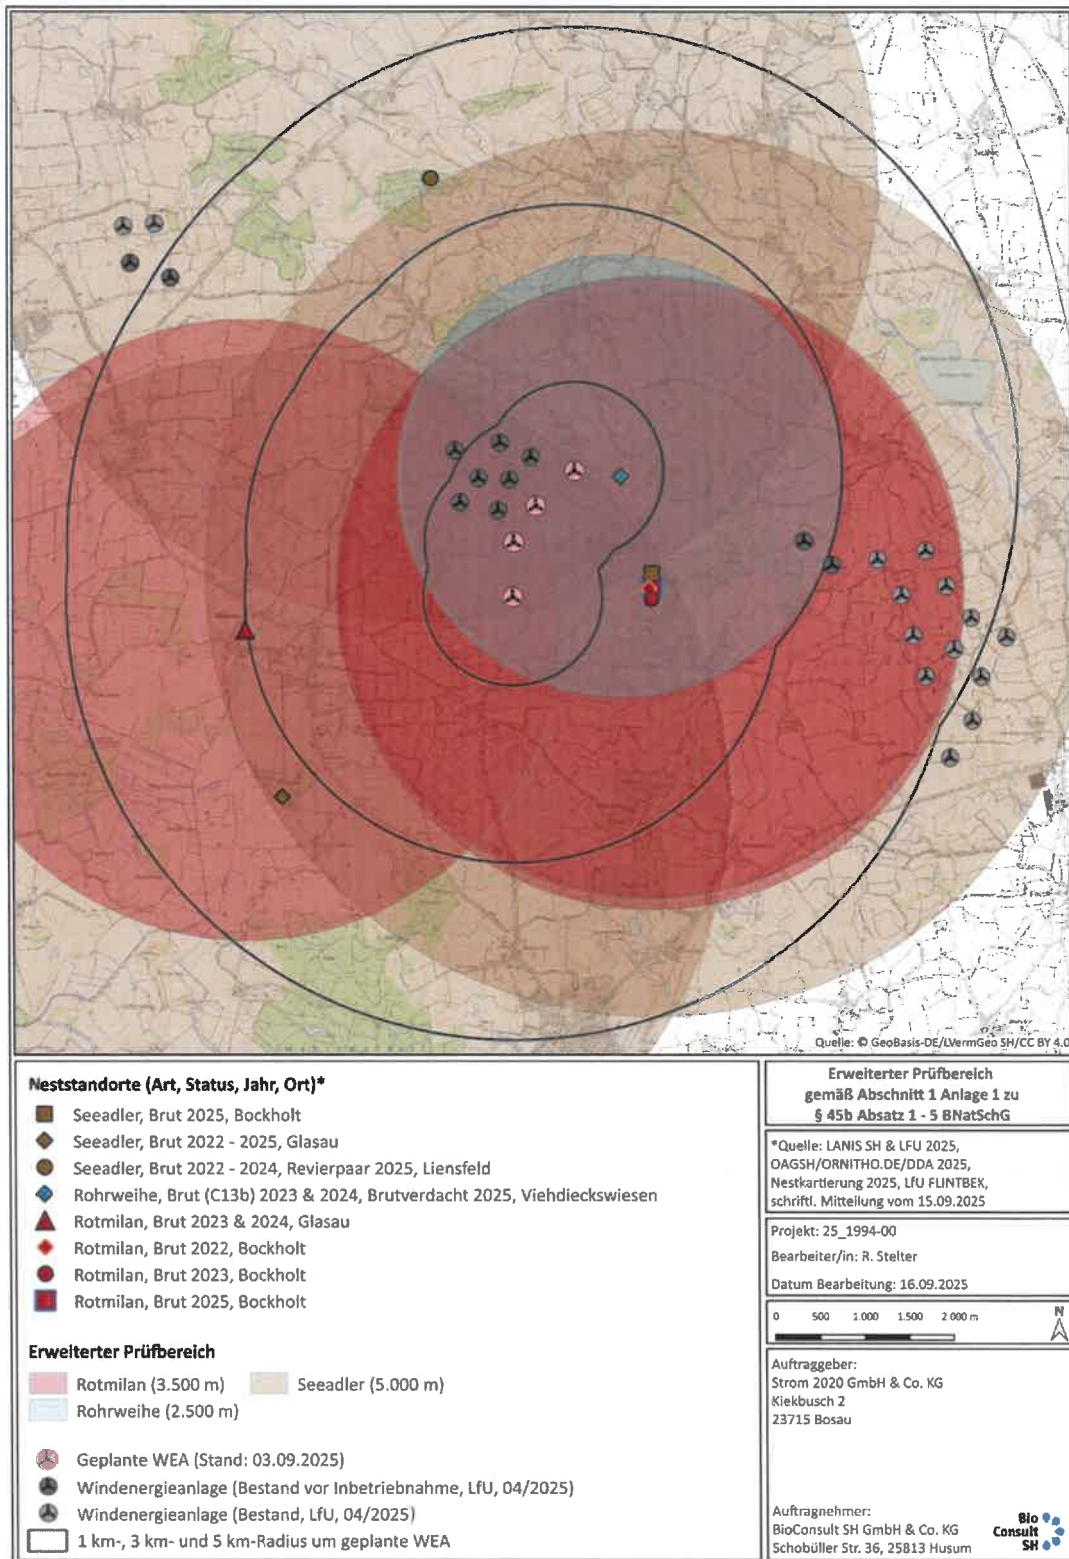 Quelle: © GeoBasis-DE/LVermGeo SH/CC BY 4.0
Neststandorte (Art, Status, Jahr, Ort)*
Seeadler, Brut 2025, Bockholt
Seeadler, Brut 2022 - 2025, Glasau
Seeadler, Brut 2022 - 2024, Revierpaar 2025, Liensfeld
Rohrweihe, Brut (C13b) 2023 & 2024, Brutverdacht 2025, Viehdieckswiesen
Rotmilan, Brut 2023 & 2024, Glasau
Rotmilan, Brut 2022, Bockholt
Rotmilan, Brut 2023, Bockholt
Rotmilan, Brut 2025, Bockholt
Erweiterter Prüfbereich
Rotmilan (3.500 m)
Seeadler (5.000 m)
Rohrweihe (2.500 m)
Geplante WEA (Stand: 03.09.2025)
Windenergieanlage (Bestand vor Inbetriebnahme, LfU, 04/2025)
Windenergieanlage (Bestand, LfU, 04/2025)
1 km-, 3 km- und 5 km-Radius um geplante WEA
Erweiterter Prüfbereich
gemäß Abschnitt 1 Anlage 1 zu
§ 45b Absatz 1 - 5 BNatSchG
*Quelle: LANIS SH & LFU 2025,
OAGSH/ORNITHO.DE/DDA 2025,
Nestkartierung 2025, LfU FLINTBEK,
schriftl. Mitteilung vom 15.09.2025
Projekt: 25_1994-00
Bearbeiter/in: R. Stelter
Datum Bearbeitung: 16.09.2025
0 500 1.000 1.500 2 000 m
N
Auftraggeber:
Strom 2020 GmbH & Co. KG
Kiekbusch 2
23715 Bosau
Auftragnehmer:
BioConsult SH GmbH & Co. KG
Schobüller Str. 36, 25813 Husum
Bio
Consult
SH